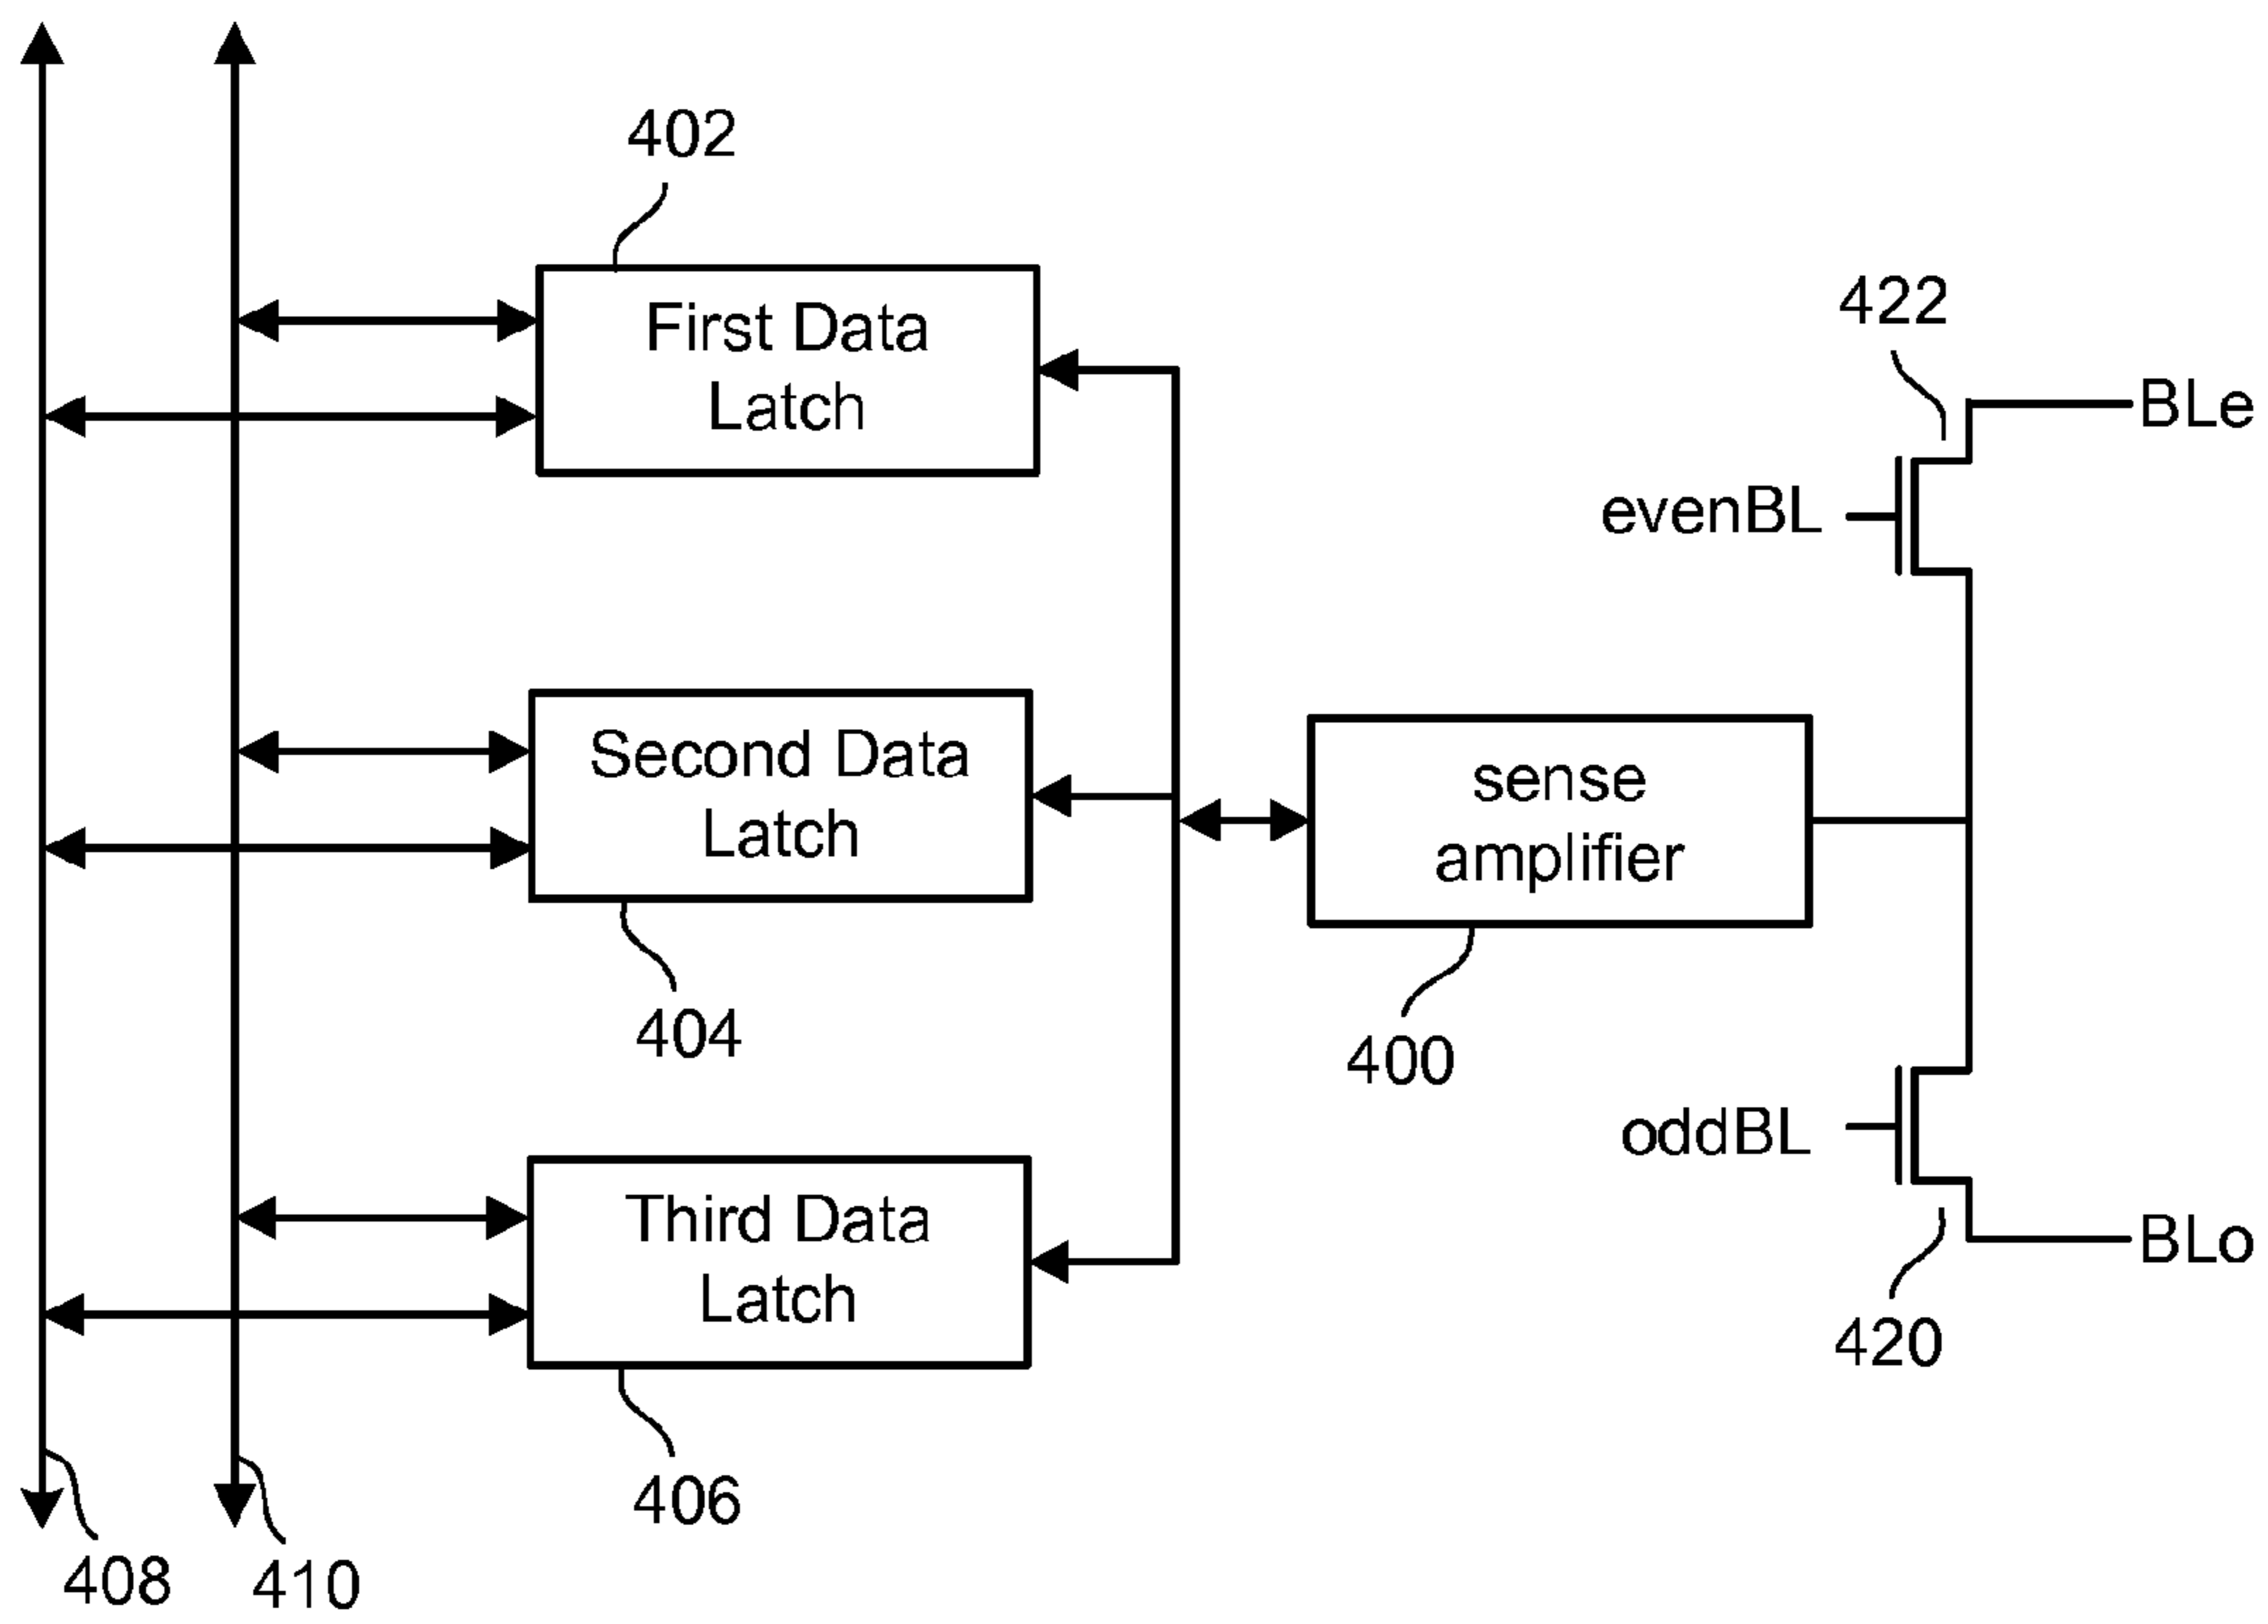 402
First Data
Latch
422
BLe
evenBL
Second Data
Latch
sense
amplifier
404
400
oddBL
Third Data
Latch
BLo
420
406
408
410